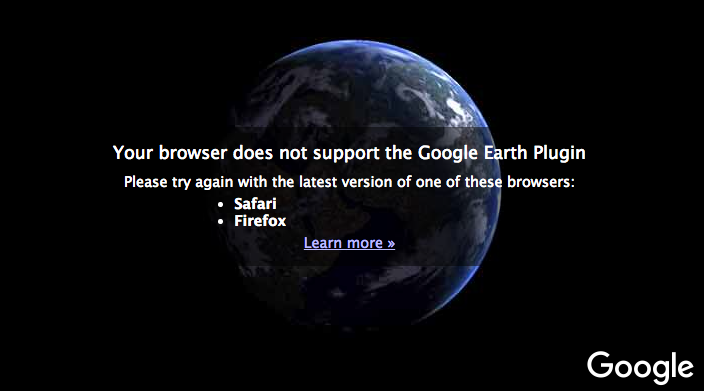 Your browser does not support the Google Earth Plugin
Please try again with the latest version of one of these browsers:
• Safari
• Firefox
Learn more »
Google